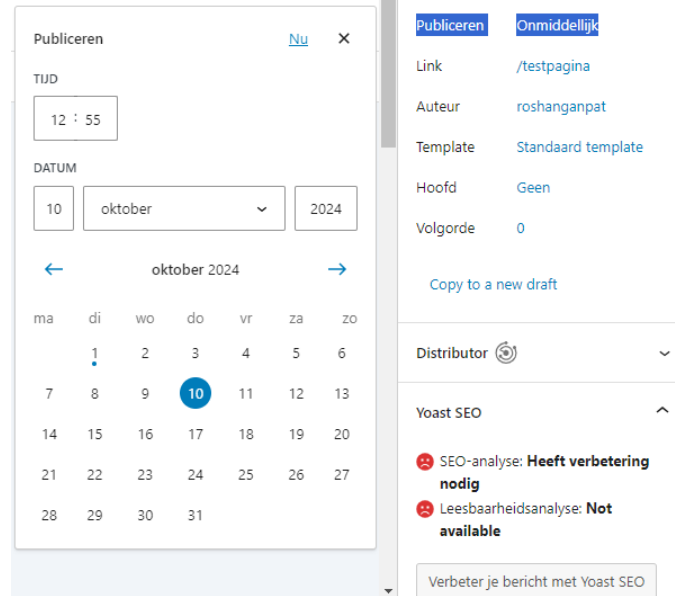 Publiceren Nu ×
TIJD
12 : 55
DATUM
10 oktober 2024
← oktober 2024 →
ma di wo do vr za zo
1 2 3 4 5 6
7 8 9 10 11 12 13
14 15 16 17 18 19 20
21 22 23 24 25 26 27
28 29 30 31
Publiceren Onmiddellijk
Link /testpagina
Auteur roshanganpat
Template Standaard template
Hoofd Geen
Volgorde 0
Copy to a new draft
Distributor
Yoast SEO
SEO-analyse: Heeft verbetering
nodig
Leesbaarheidsanalyse: Not
available
Verbeter je bericht met Yoast SEO